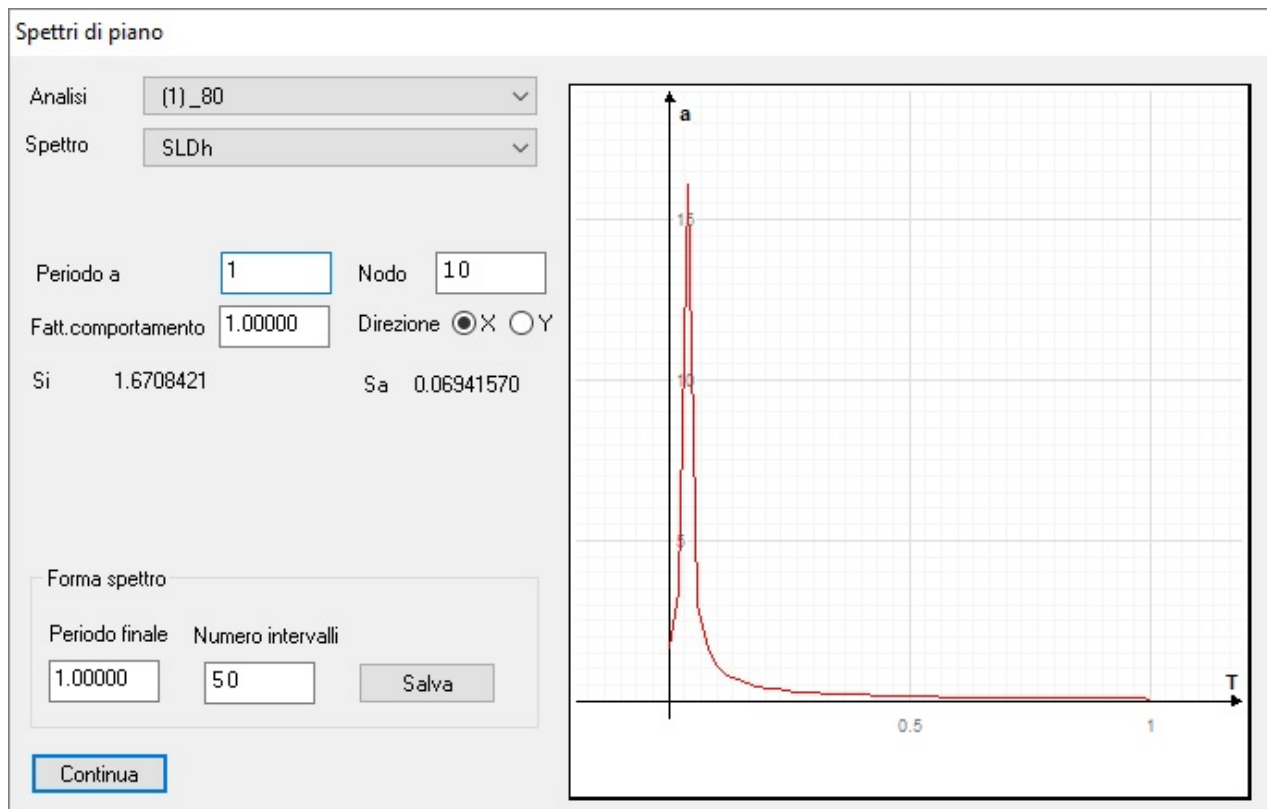 Spettri di piano
Analisi (1)_80
Spettro SLDh
Periodo a 1 Nodo 10
Fatt.comportamento 1.00000 Direzione X Y
Si 1.6708421 Sa 0.06941570
Forma spettro
Periodo finale Numero intervalli
1.00000 50 Salva
Continua
a
15
10
5
T
0.5 1